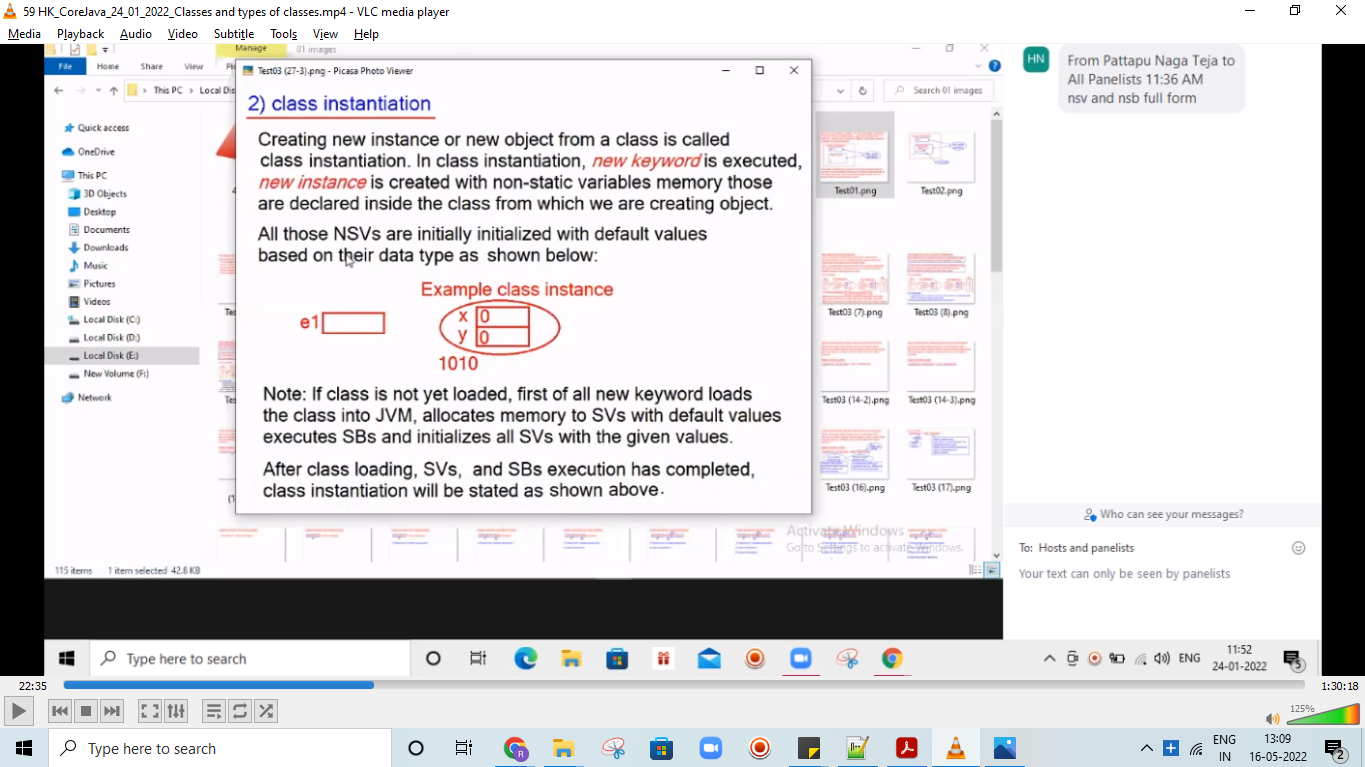 59 HK_CoreJava_24_01_2022_Classes and types of classes.mp4 - VLC media player
Media Playback Audio Video Subtitle Tools View Help
Manage 01 images
File Home Share View
This PC Local Dis
Search 01 images
Quick access
OneDrive
This PC
3D Objects
Desktop
Documents
Downloads
Music
Pictures
Videos
Local Disk (C:)
Local Disk (D:)
Local Disk (E:)
New Volume (F:)
Network
Test03 (27-3).png - Picasa Photo Viewer
2) class instantiation
Creating new instance or new object from a class is called
class instantiation. In class instantiation, new keyword is executed,
new instance is created with non-static variables memory those
are declared inside the class from which we are creating object.
All those NSVs are initially initialized with default values
based on their data type as shown below:
Example class instance
e1
x 0
y 0
1010
Note: If class is not yet loaded, first of all new keyword loads
the class into JVM, allocates memory to SVs with default values
executes SBs and initializes all SVs with the given values.
After class loading, SVs, and SBs execution has completed,
class instantiation will be stated as shown above.
Test01.png Test02.png
Test03 (7).png Test03 (8).png
Test03 (14-2).png Test03 (14-3).png
Test03 (16).png Test03 (17).png
Activate Windows
Go to Settings to activate Windows.
115 items 1 item selected 42.8 KB
HN
From Pattapu Naga Teja to
All Panelists 11:36 AM
nsv and nsb full form
Who can see your messages?
To: Hosts and panelists
Your text can only be seen by panelists
Type here to search
ENG
11:52
24-01-2022
5
22:35 1:30:18
125%
Type here to search
ENG
IN
13:09
16-05-2022
2